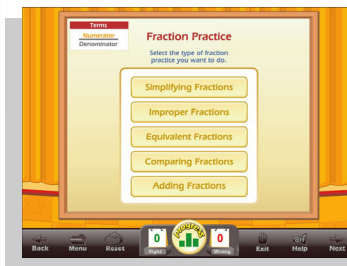 Terms
Numerator
Denominator
Fraction Practice
Select the type of fraction
practice you want to do.
Simplifying Fractions
Improper Fractions
Equivalent Fractions
Comparing Fractions
Adding Fractions
Back
Menu
Reset
0
Right
Progress
0
Wrong
Exit
Help
Next